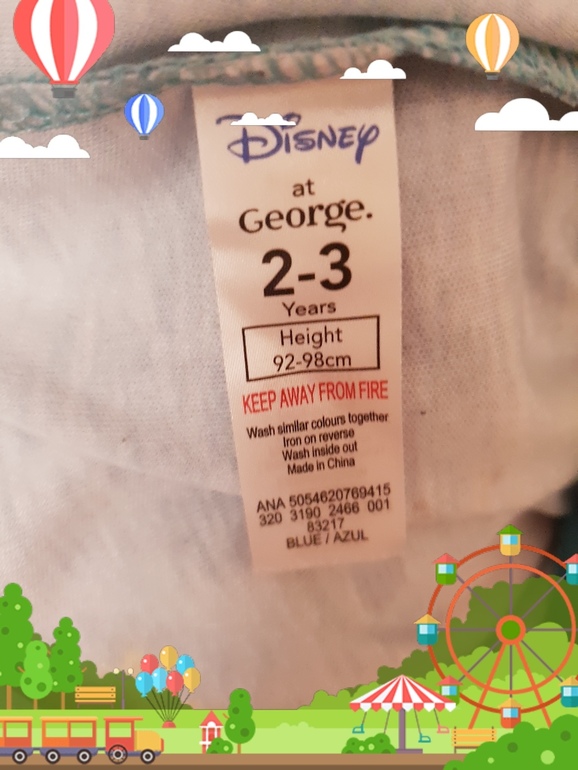 Disney
at
George.
2-3
Years
Height
92-98cm
KEEP AWAY FROM FIRE
Wash similar colours together
Iron on reverse
Wash inside out
Made in China
ANA 5054620769415
320 3190 2466 001
83217
BLUE / AZUL